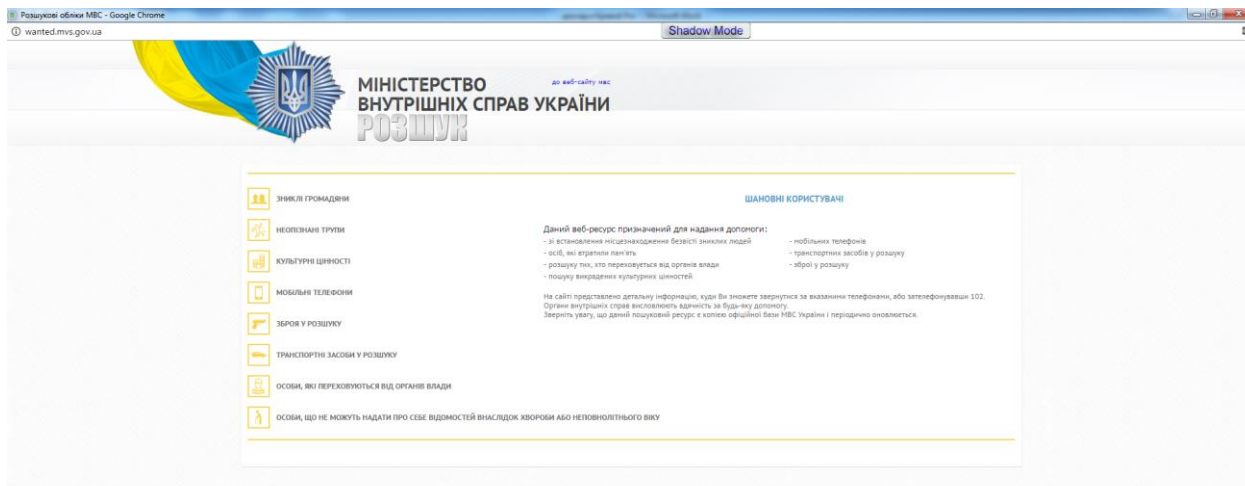 Розшукові обліки МВС - Google Chrome
wanted.mvs.gov.ua
Shadow Mode
МІНІСТЕРСТВО
до веб-сайту мвс
ВНУТРІШНІХ СПРАВ УКРАЇНИ
РОЗШУК
ЗНИКЛІ ГРОМАДЯНИ
НЕОПІЗНАНІ ТРУПИ
КУЛЬТУРНІ ЦІННОСТІ
МОБІЛЬНІ ТЕЛЕФОНИ
ЗБРОЯ У РОЗШУКУ
ТРАНСПОРТНІ ЗАСОБИ У РОЗШУКУ
ОСОБИ, ЯКІ ПЕРЕХОВУЮТЬСЯ ВІД ОРГАНІВ ВЛАДИ
ОСОБИ, ЩО НЕ МОЖУТЬ НАДАТИ ПРО СЕБЕ ВІДОМОСТЕЙ ВНАСЛІДОК ХВОРОБИ АБО НЕПОВНОЛІТНЬОГО ВІКУ
ШАНОВНІ КОРИСТУВАЧІ
Даний веб-ресурс призначений для надання допомоги:
- зі встановлення місцезнаходження безвісті зниклих людей
- осіб, які втратили пам'ять
- розшуку тих, хто переховується від органів влади
- пошуку викрадених культурних цінностей
- мобільних телефонів
- транспортних засобів у розшуку
- зброї у розшуку
На сайті представлено детальну інформацію, куди Ви зможете звернутися за вказаними телефонами, або зателефонувавши 102.
Органи внутрішніх справ висловлюють вдячність за будь-яку допомогу.
Зверніть увагу, що даний пошуковий ресурс є копією офіційної бази МВС України і періодично оновлюється.